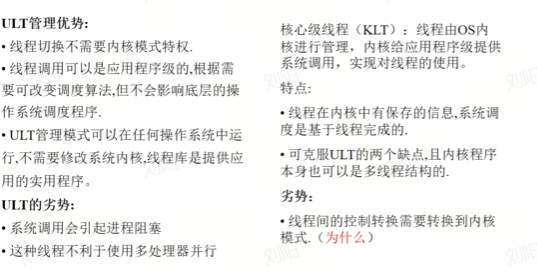 ULT管理优势:
• 线程切换不需要内核模式特权.
• 线程调用可以是应用程序级的,根据需
要可改变调度算法,但不会影响底层的操
作系统调度程序.
• ULT管理模式可以在任何操作系统中运
行,不需要修改系统内核,线程库是提供应
用的实用程序。
ULT的劣势:
• 系统调用会引起进程阻塞
• 这种线程不利于使用多处理器并行
核心级线程（KLT）；线程由OS内
核进行管理，内核给应用程序级提供
系统调用，实现对线程的使用。
特点:
• 线程在内核中有保存的信息,系统调
度是基于线程完成的.
• 可克服ULT的两个缺点,且内核程序
本身也可以是多线程结构的.
劣势：
• 线程间的控制转换需要转换到内核
模式.（为什么）